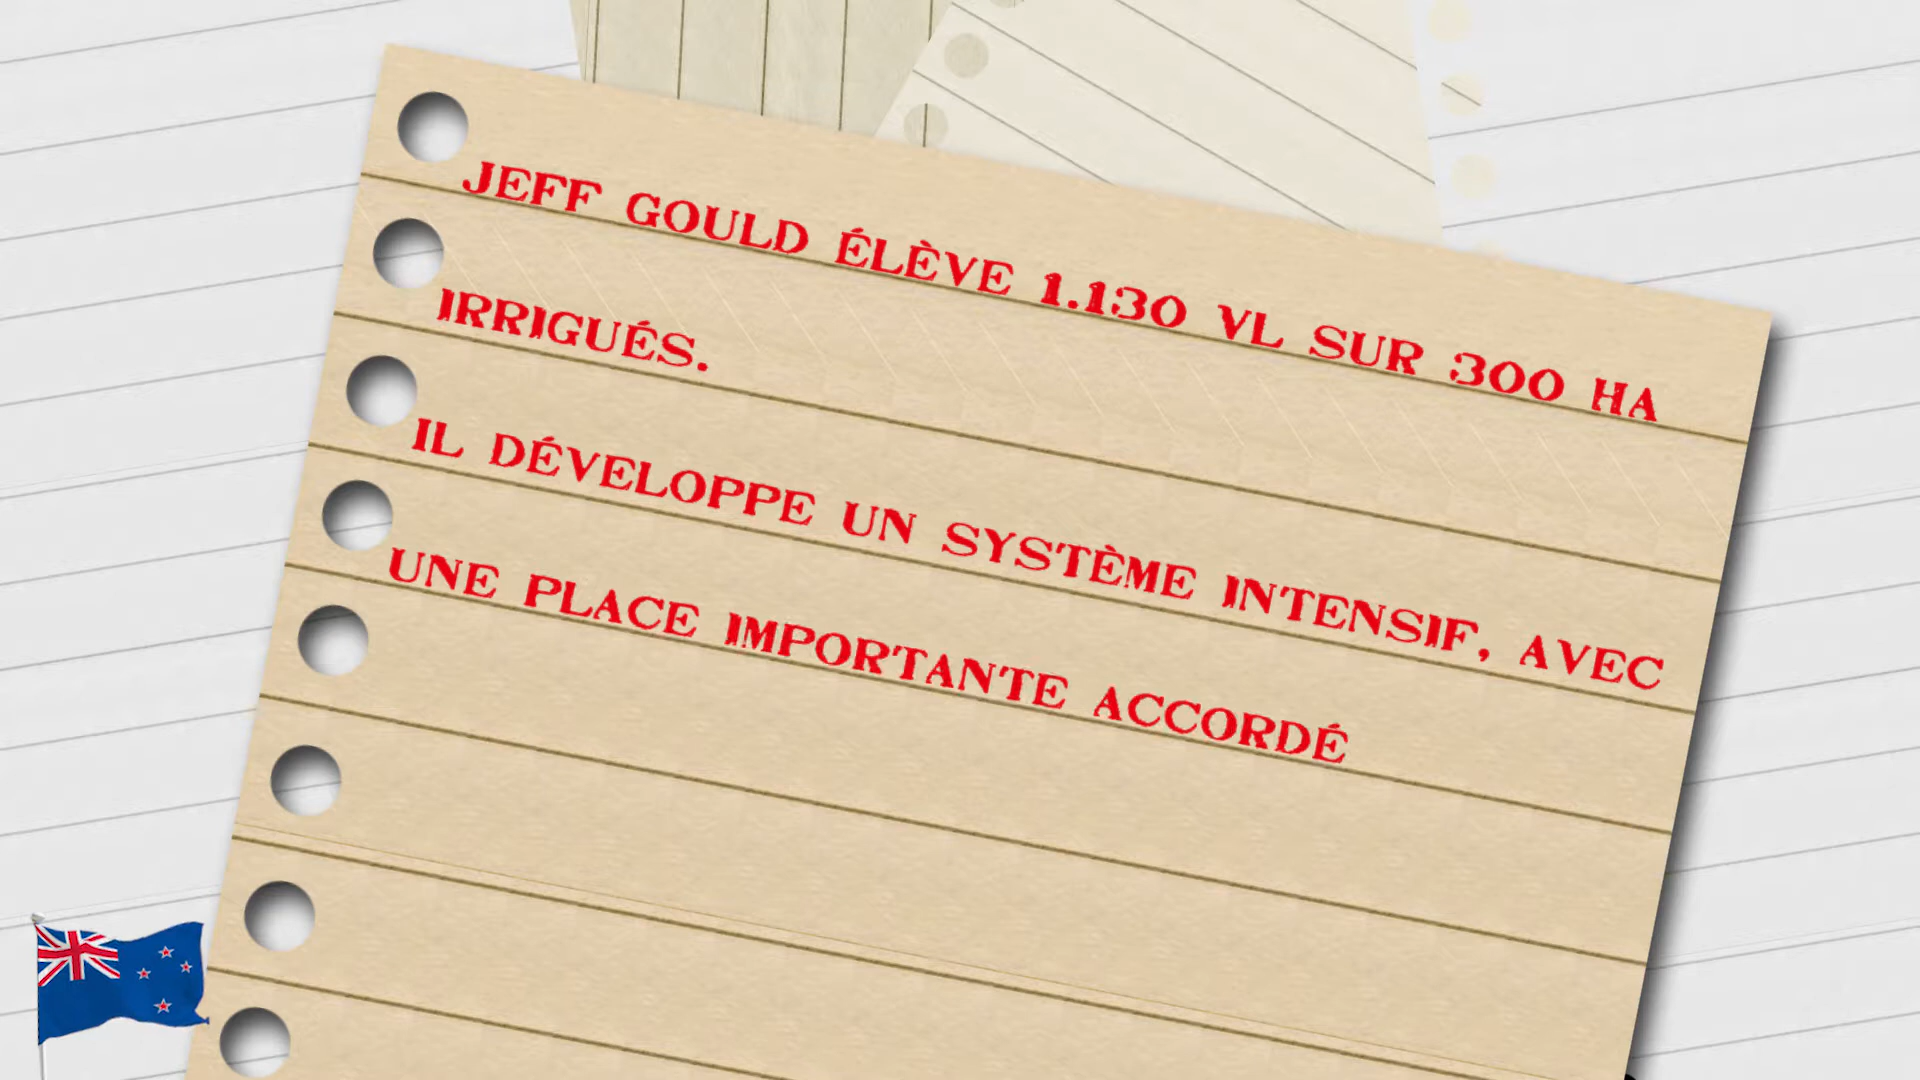 JEFF GOULD ÉLÈVE 1.130 VL SUR 300 HA
IRRIGUÉS.
IL DÉVELOPPE UN SYSTÈME INTENSIF, AVEC
UNE PLACE IMPORTANTE ACCORDÉ